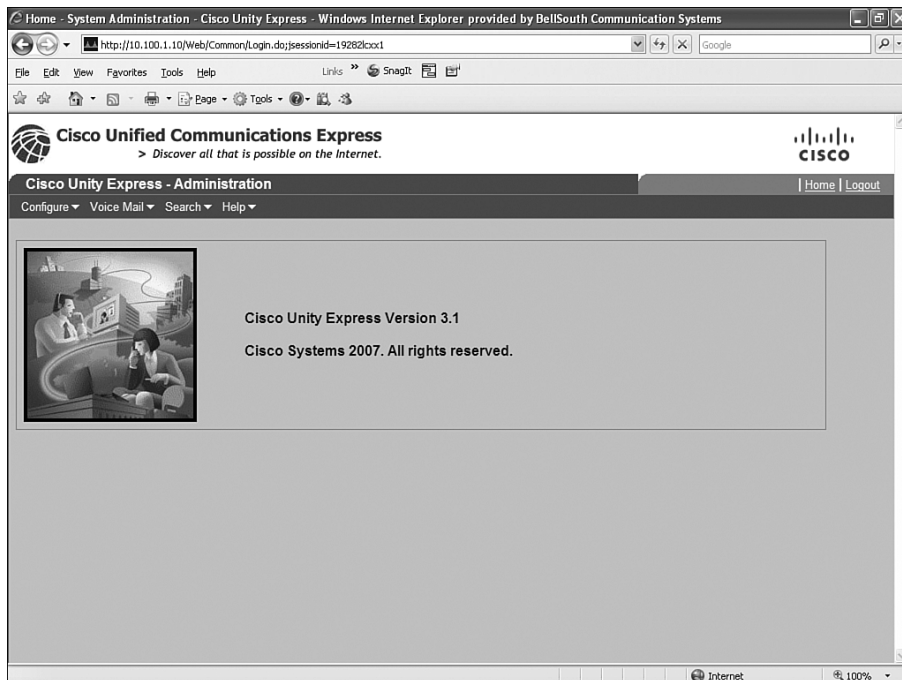 Home - System Administration - Cisco Unity Express - Windows Internet Explorer provided by BellSouth Communication Systems
http://10.100.1.10/Web/Common/Login.do;jsessionid=19282lcxx1
Google
File Edit View Favorites Tools Help
Links » SnagIt
Page Tools
Cisco Unified Communications Express
> Discover all that is possible on the Internet.
CISCO
Cisco Unity Express - Administration
| Home | Logout
Configure Voice Mail Search Help
Cisco Unity Express Version 3.1
Cisco Systems 2007. All rights reserved.
Internet
100%